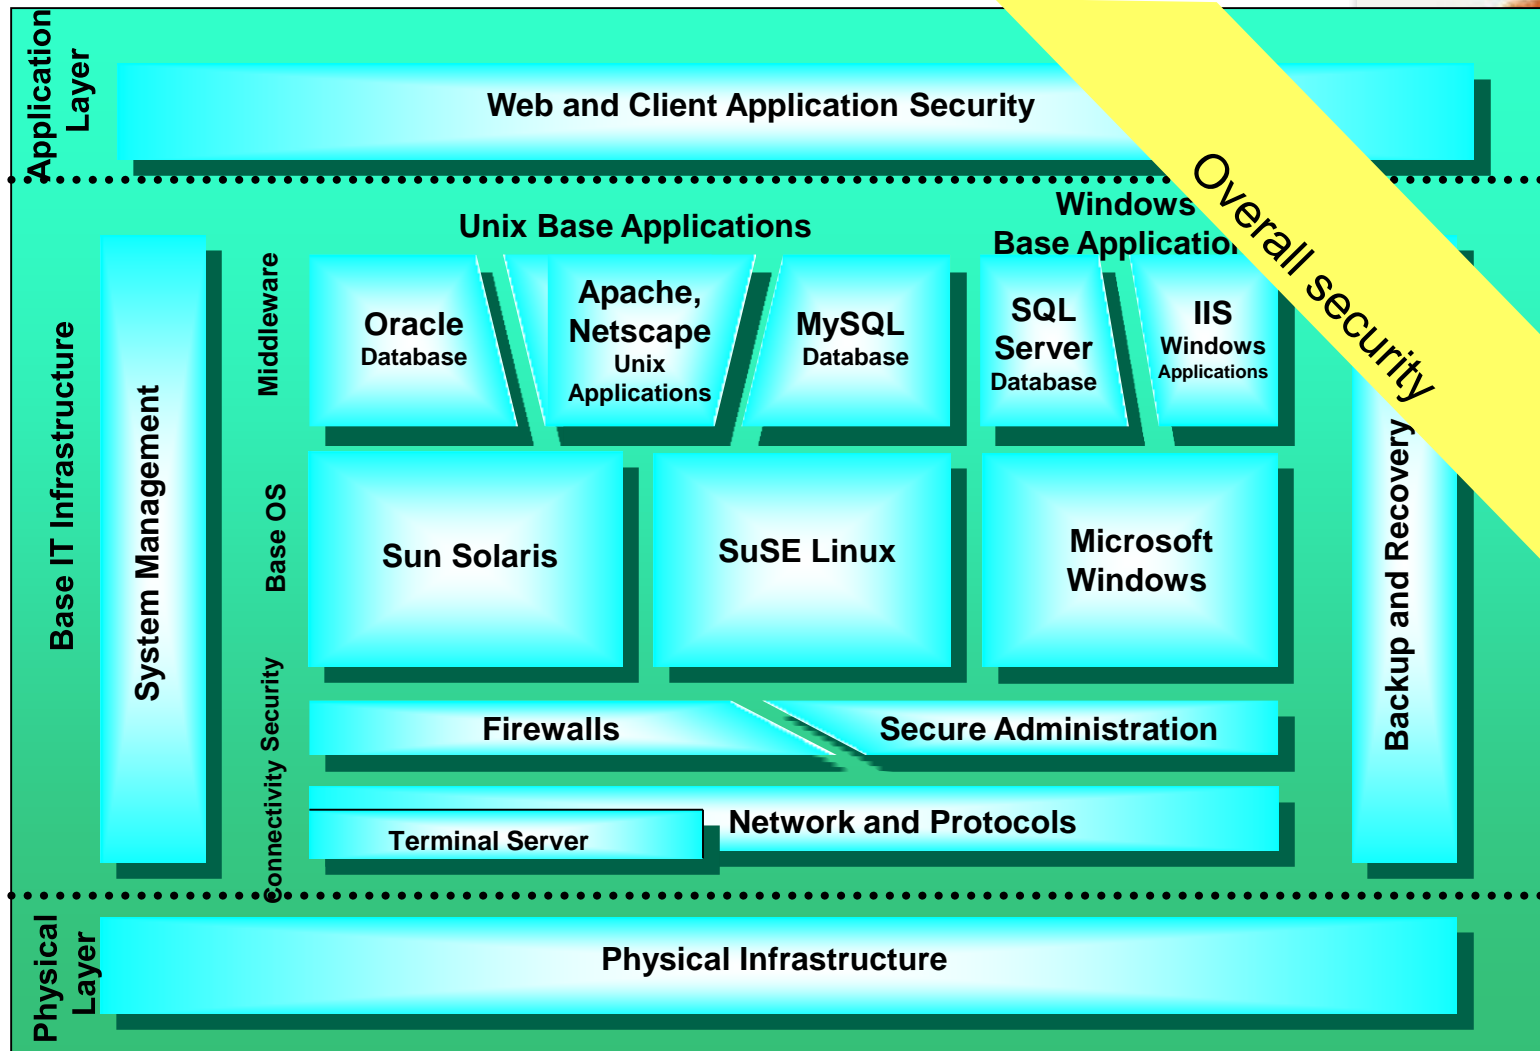 Application
Layer
Web and Client Application Security
Overall security
Base IT Infrastructure
System Management
Unix Base Applications
Windows
Base Application
Middleware
Oracle
Database
Apache,
Netscape
Unix
Applications
MySQL
Database
SQL
Server
Database
IIS
Windows
Applications
Base OS
Sun Solaris
SuSE Linux
Microsoft
Windows
Backup and Recovery
Connectivity Security
Firewalls
Secure Administration
Network and Protocols
Terminal Server
Physical
Layer
Physical Infrastructure